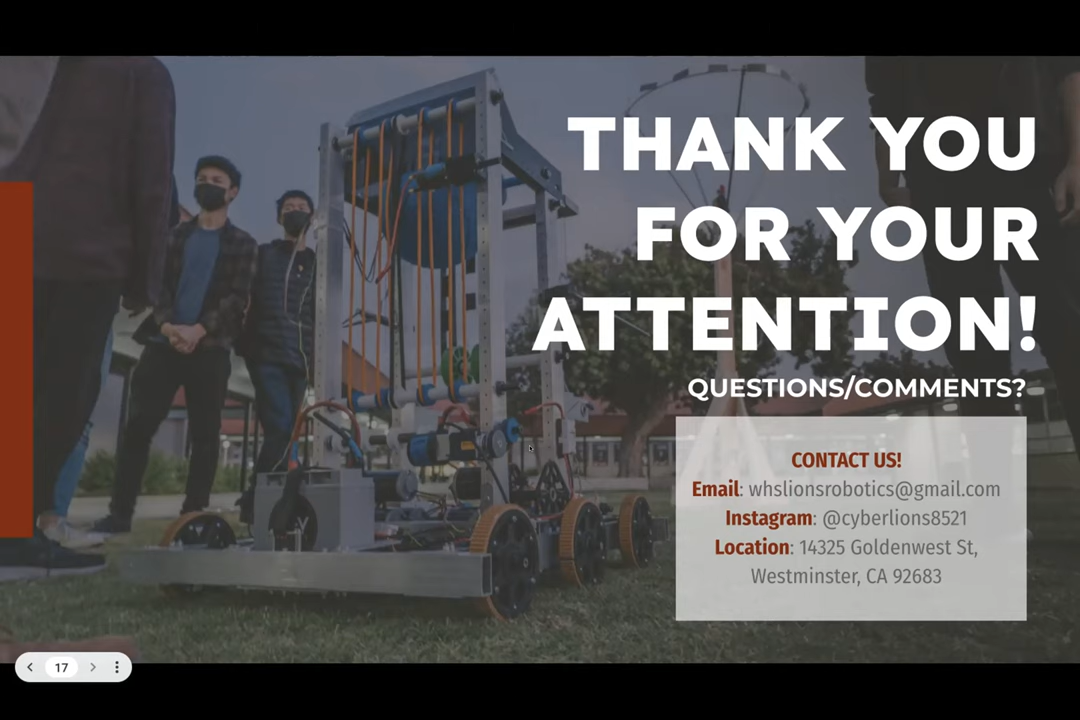 THANK YOU
FOR YOUR
ATTENTION!
QUESTIONS/COMMENTS?
CONTACT US!
Email: whslionsrobotics@gmail.com
Instagram: @cyberlions8521
Location: 14325 Goldenwest St,
Westminster, CA 92683
17